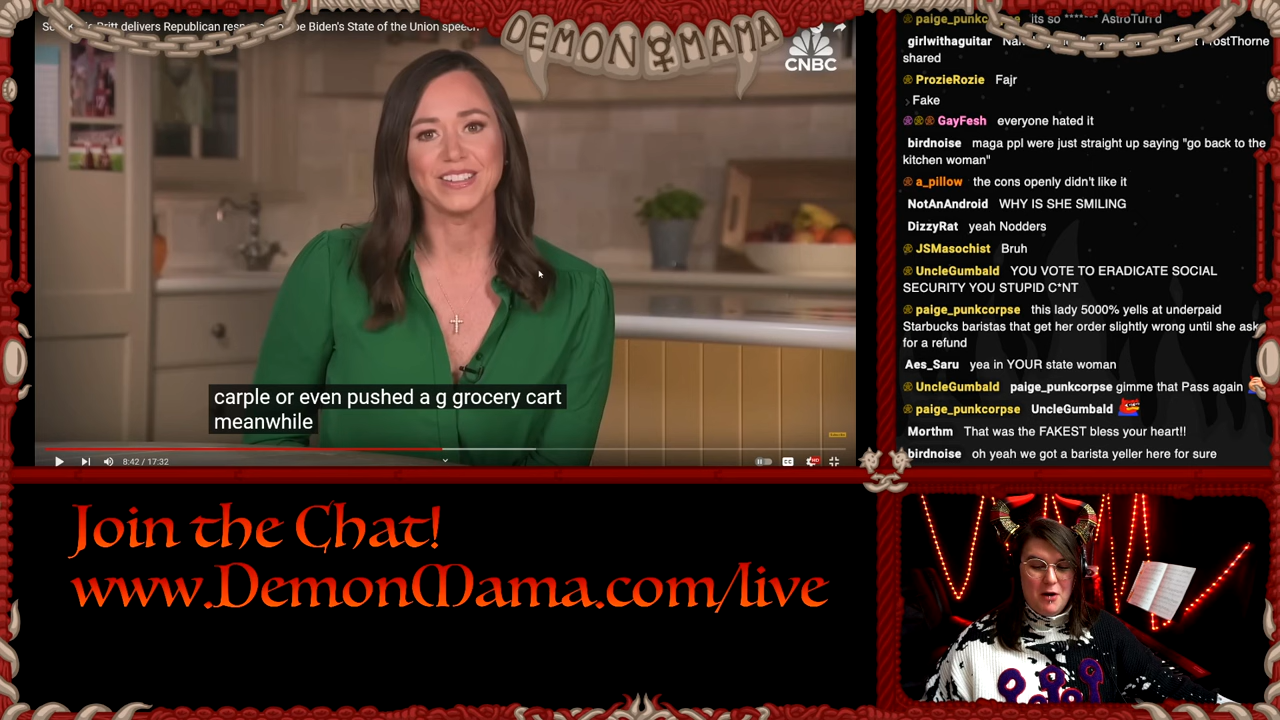 delivers Republican
Biden's State of the Union speech
DEMON MAMA
CNBC
carple or even pushed a g grocery cart
meanwhile
8:42 / 17:32
CC
HD
its so ******* AstroTurf'd
girlwithaguitar
shared
ProzieRozie Fajr
› Fake
GayFesh everyone hated it
birdnoise maga ppl were just straight up saying "go back to the
kitchen woman"
a_pillow the cons openly didn't like it
NotAnAndroid WHY IS SHE SMILING
DizzyRat yeah Nodders
JSMasochist Bruh
UncleGumbald YOU VOTE TO ERADICATE SOCIAL
SECURITY YOU STUPID C*NT
paige_punkcorpse this lady 5000% yells at underpaid
Starbucks baristas that get her order slightly wrong until she ask
for a refund
Aes_Saru yea in YOUR state woman
UncleGumbald paige_punkcorpse gimme that Pass again
paige_punkcorpse UncleGumbald
Morthm That was the FAKEST bless your heart!!
birdnoise oh yeah we got a barista yeller here for sure
Join the Chat!
www.DemonMama.com/live